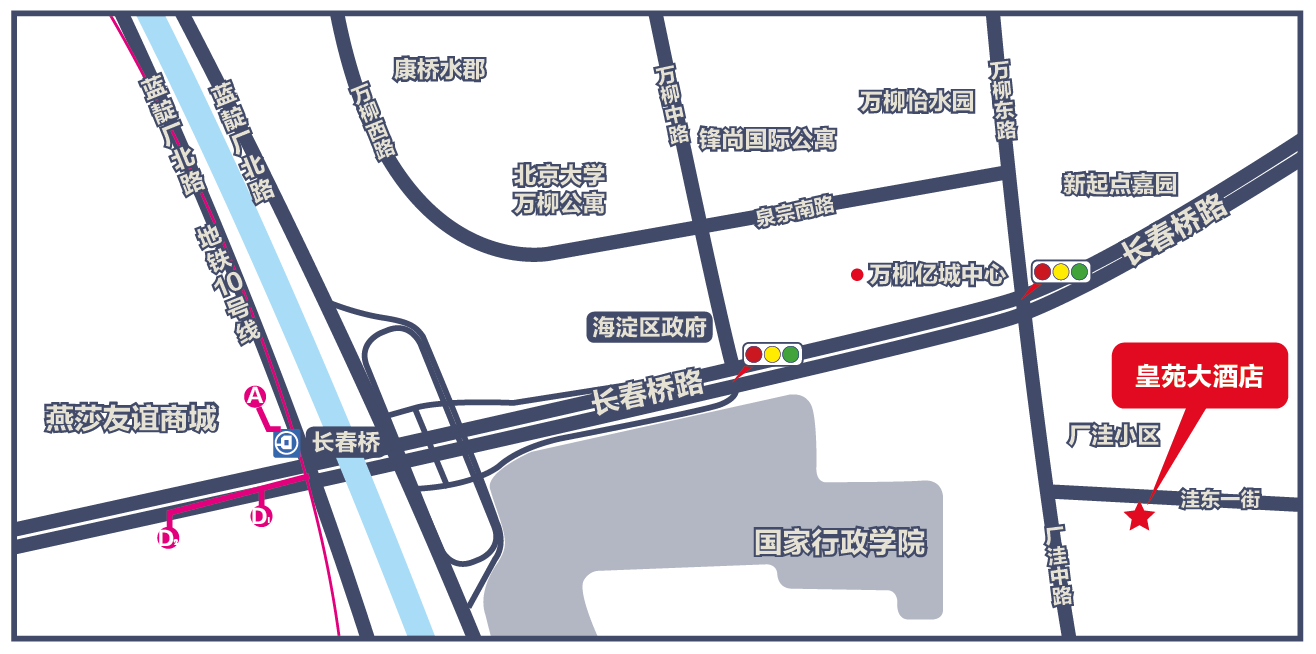 康桥水郡
蓝靛厂北路
蓝靛厂北路
万柳西路
万柳中路
万柳东路
万柳怡水园
锋尚国际公寓
北京大学
万柳公寓
新起点嘉园
泉宗南路
长春桥路
地铁10号线
万柳亿城中心
海淀区政府
皇苑大酒店
长春桥路
A
燕莎友谊商城
长春桥
厂洼小区
洼东一街
D1
D2
国家行政学院
厂洼中路